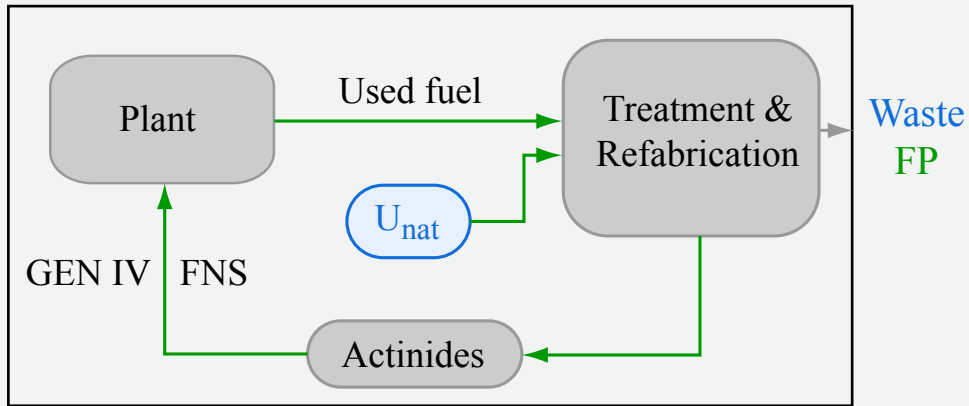 Plant
Used fuel
Treatment &
Refabrication
Waste
FP
Unat
GEN IV
FNS
Actinides